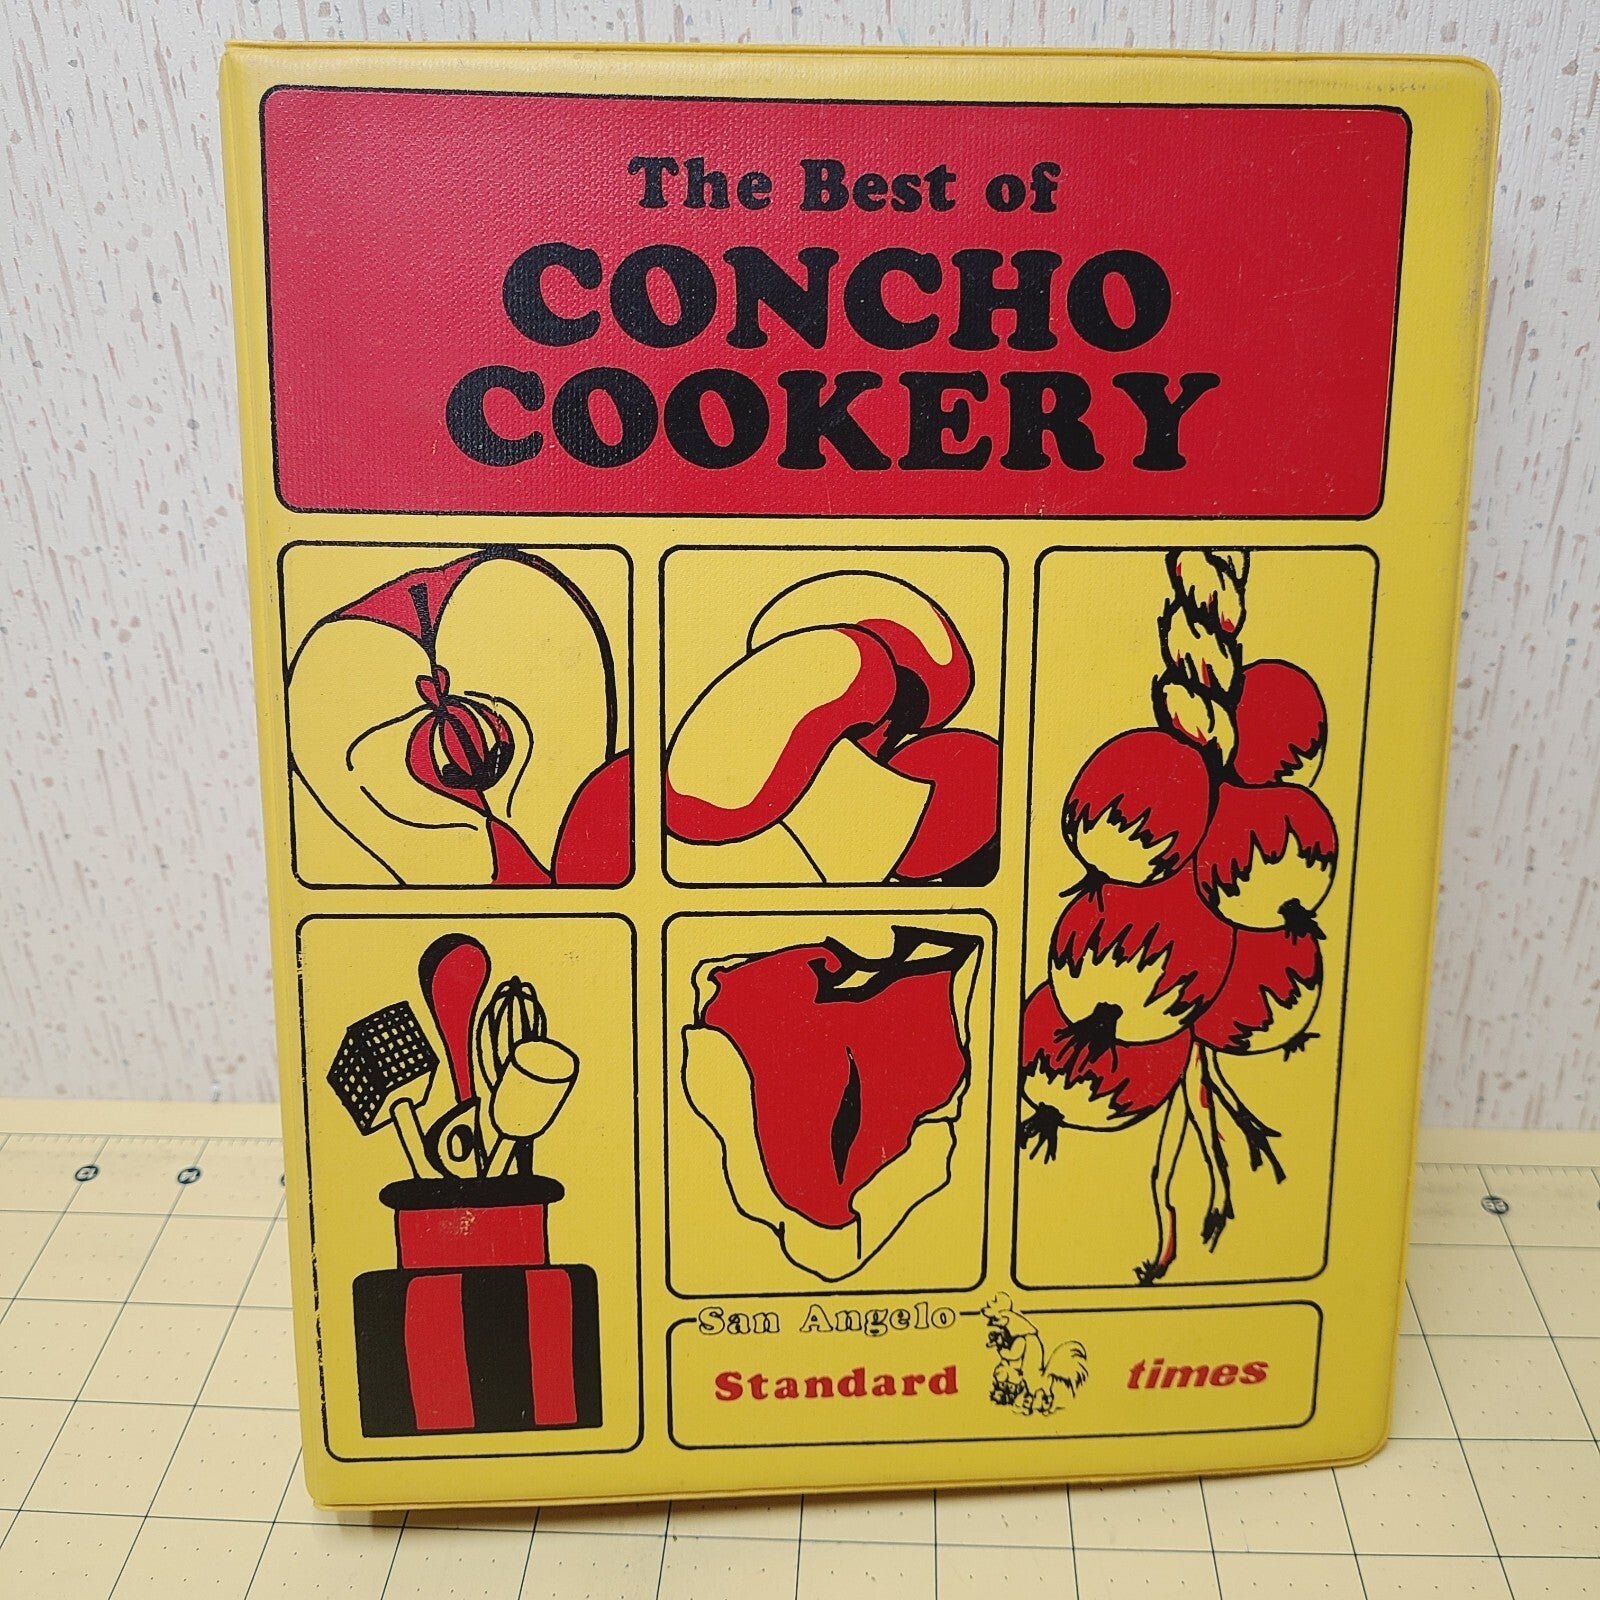 The Best of
CONCHO
COOKERY
San Angelo
Standard times